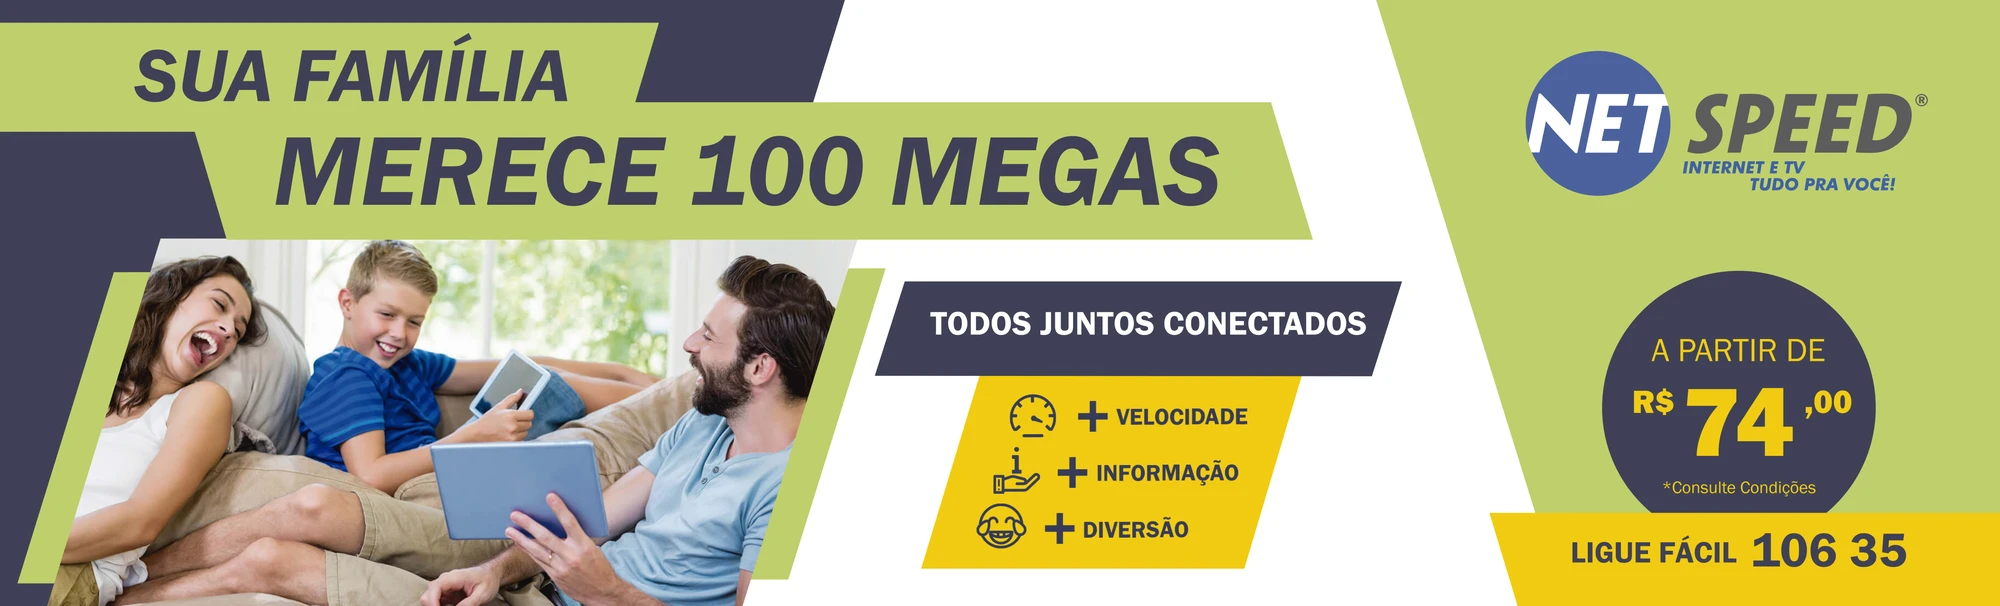 SUA FAMÍLIA
MERECE 100 MEGAS
TODOS JUNTOS CONECTADOS
+ VELOCIDADE
i
+ INFORMAÇÃO
+ DIVERSÃO
NET SPEED®
INTERNET E TV
TUDO PRA VOCÊ!
A PARTIR DE
R$ 74,00
*Consulte Condições
LIGUE FÁCIL 106 35